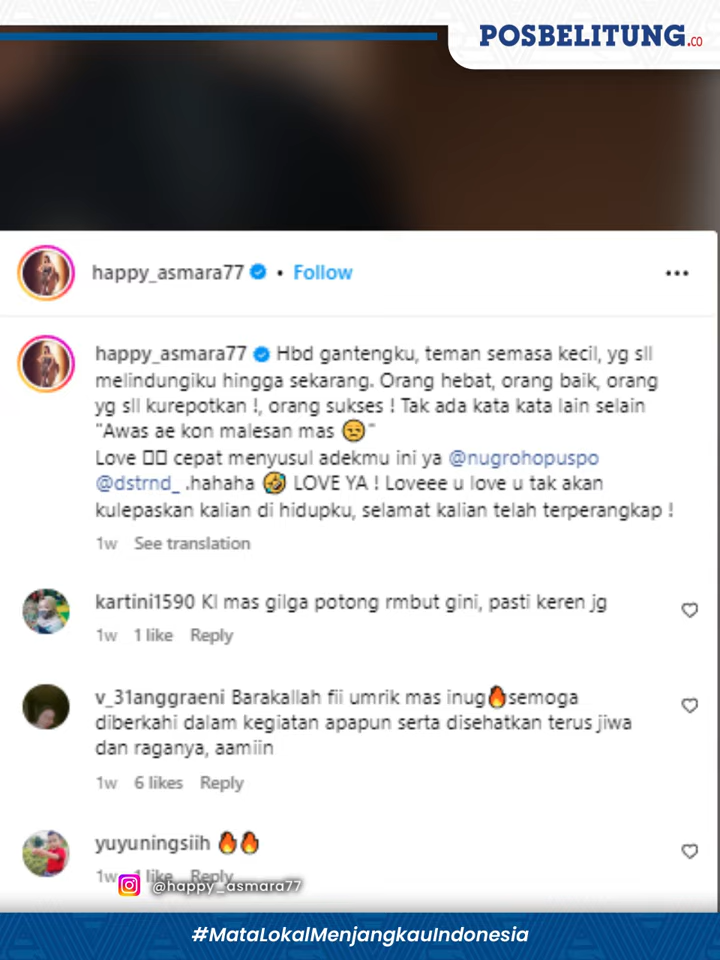 POSBELITUNG.co
happy_asmara77 • Follow
happy_asmara77 Hbd gantengku, teman semasa kecil, yg sll
melindungiku hingga sekarang. Orang hebat, orang baik, orang
yg sll kurepotkan !, orang sukses ! Tak ada kata kata lain selain
"Awas ae kon malesan mas 😒"
Love cepat menyusul adekmu ini ya @nugrohopuspo
@dstrnd_ .hahaha 🤣 LOVE YA ! Loveee u love u tak akan
kulepaskan kalian di hidupku, selamat kalian telah terperangkap !
1w See translation
kartini1590 Kl mas gilga potong rmbut gini, pasti keren jg
1w 1 like Reply
v_31anggraeni Barakallah fii umrik mas inug🔥semoga
diberkahi dalam kegiatan apapun serta disehatkan terus jiwa
dan raganya, aamiin
1w 6 likes Reply
yuyuningsiih 🔥🔥
1w 1 like Reply
@happy_asmara77
#MataLokalMenjangkauIndonesia